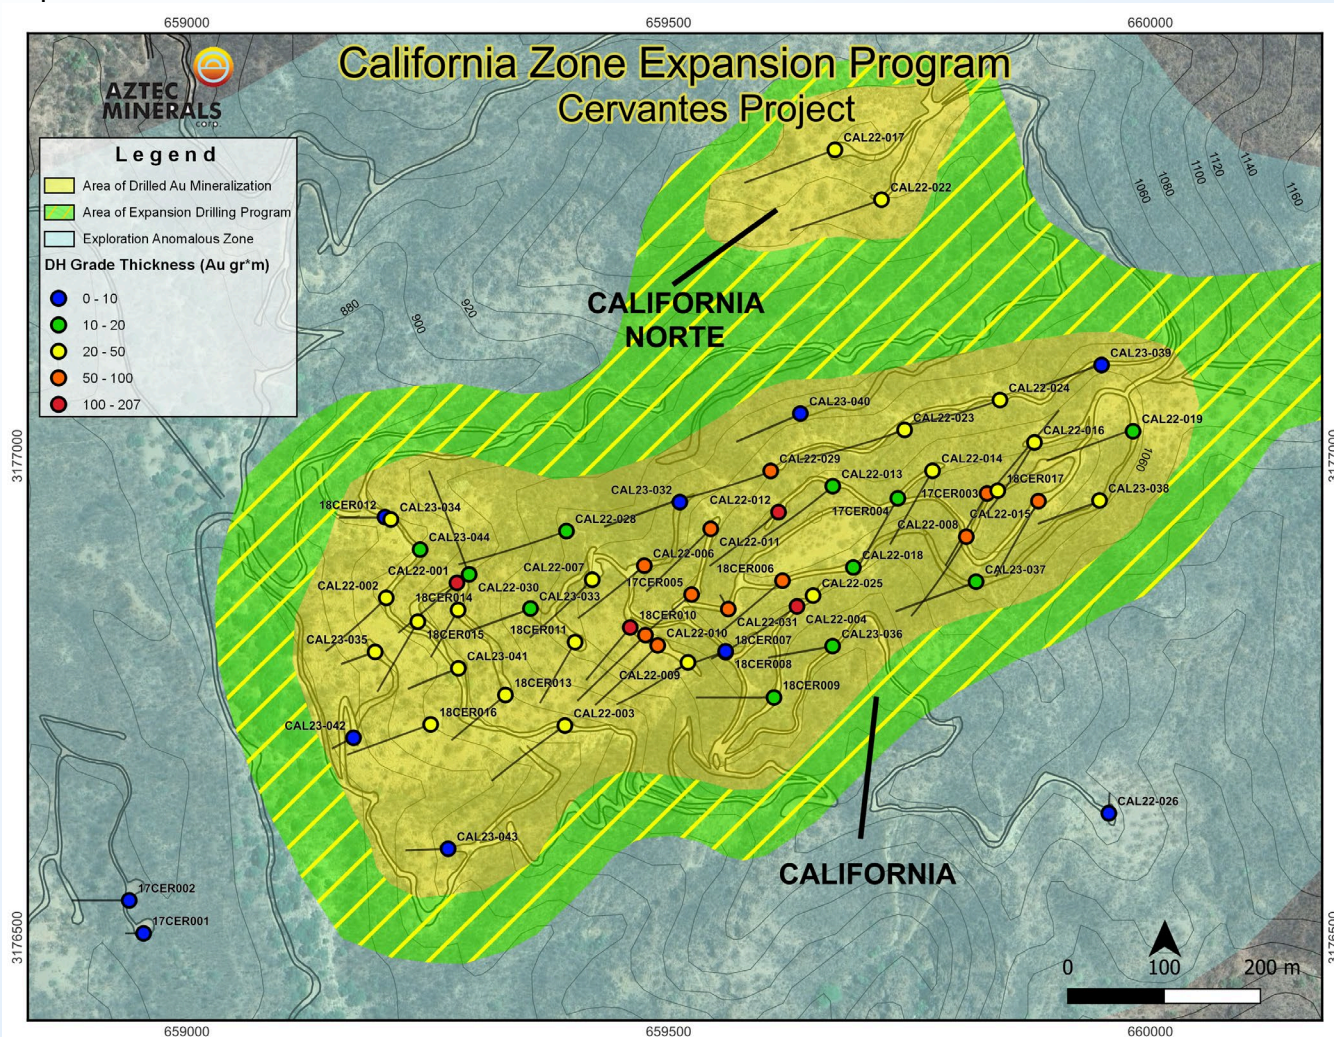 659000
659500
660000
California Zone Expansion Program
Cervantes Project
AZTEC
MINERALS
corp.
Legend
Area of Drilled Au Mineralization
Area of Expansion Drilling Program
Exploration Anomalous Zone
DH Grade Thickness (Au gr*m)
0 - 10
10 - 20
20 - 50
50 - 100
100 - 207
CAL22-017
CAL22-022
1060
1080
1100
1120
1140
1160
CALIFORNIA
NORTE
880
900
920
CAL23-039
CAL22-024
CAL23-040
CAL22-023
CAL22-019
CAL22-016
3177000
3177000
1060
CAL22-029
CAL22-014
CAL22-013
18CER017
CAL23-032
CAL22-012
17CER003
CAL23-038
18CER012
CAL23-034
17CER004
CAL22-015
CAL22-028
CAL22-008
CAL23-044
CAL22-011
CAL22-006
CAL22-018
CAL22-001
CAL22-007
18CER006
CAL23-037
CAL22-002
CAL22-030
17CER005
CAL22-025
18CER014
CAL23-033
18CER010
CAL22-031
CAL22-004
18CER015
18CER011
CAL22-010
18CER007
CAL23-036
CAL23-035
CAL23-041
18CER008
CAL22-009
18CER013
18CER009
18CER016
CAL22-003
CAL23-042
CAL22-026
CAL23-043
CALIFORNIA
17CER002
17CER001
3176500
3176500
0
100
200 m
659000
659500
660000